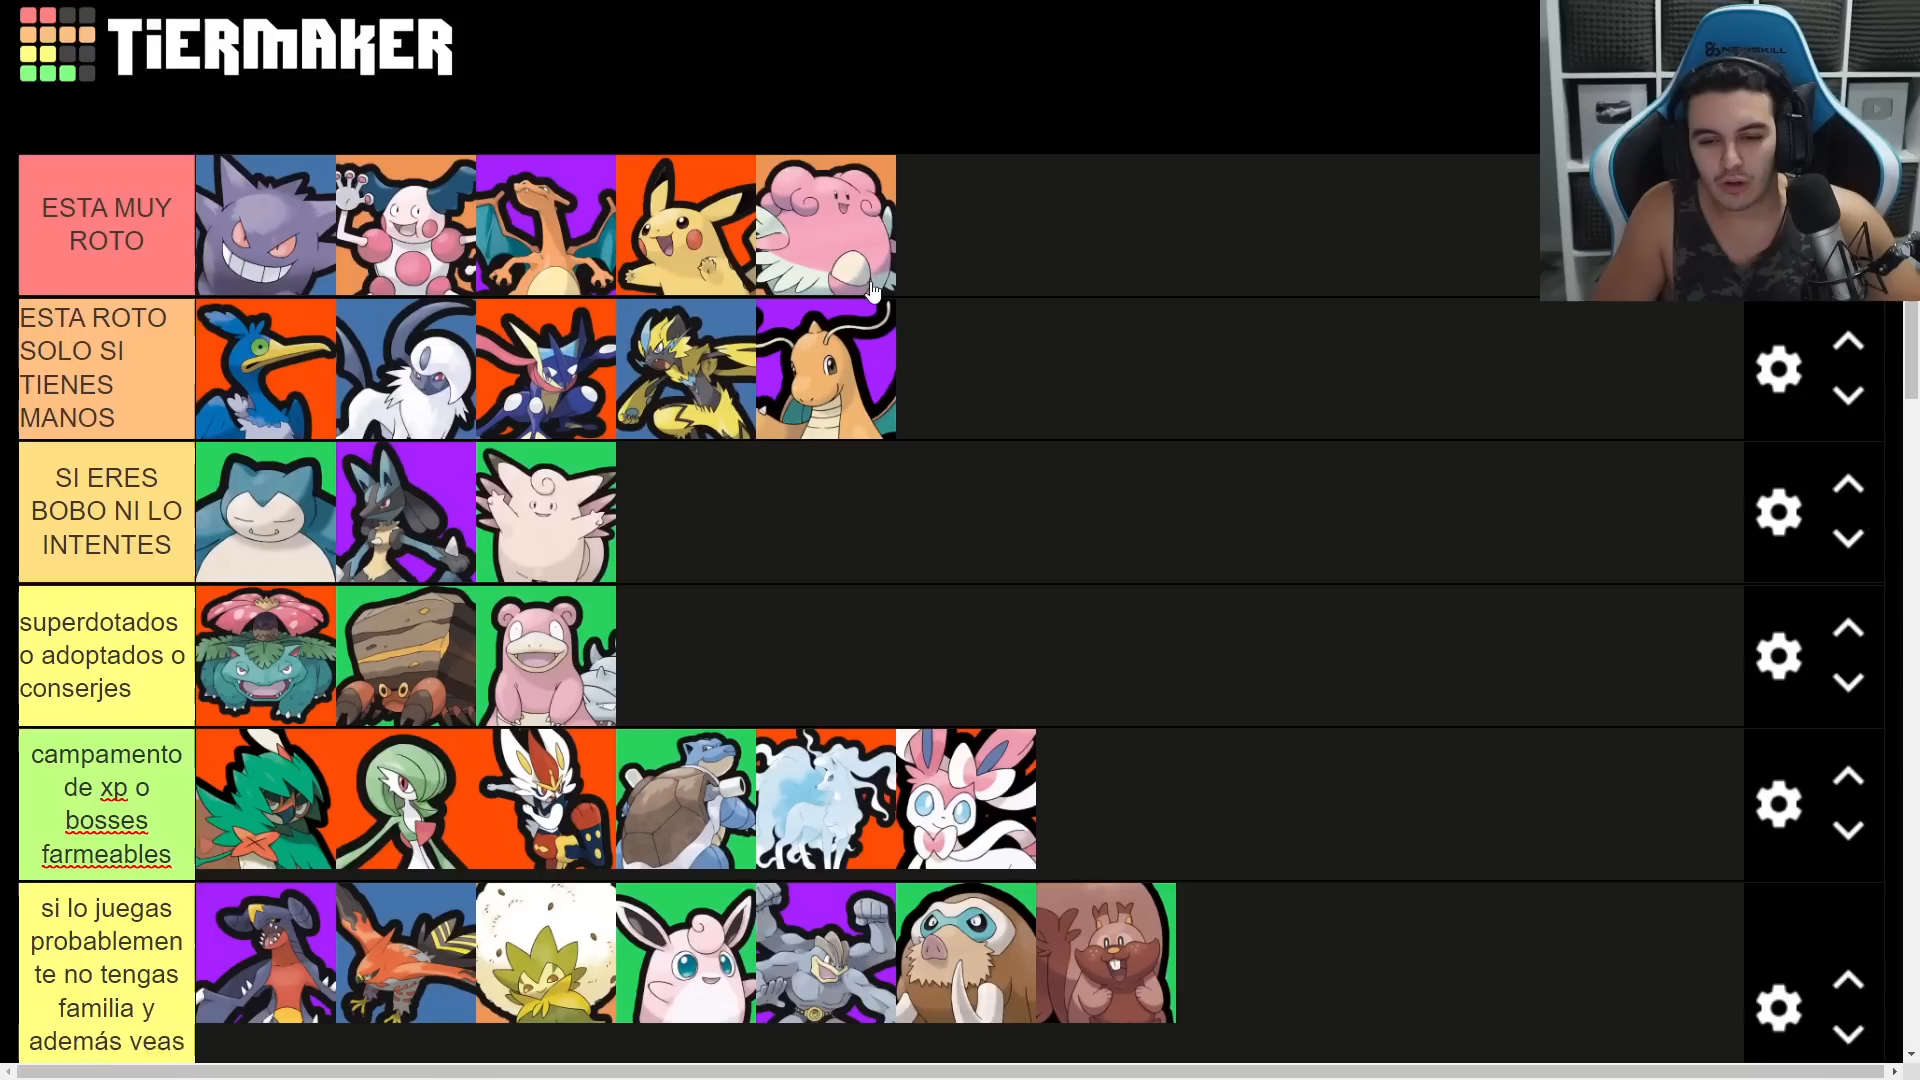 TiERMAKER
NEWSKILL
ESTA MUY
ROTO
ESTA ROTO
SOLO SI
TIENES
MANOS
SI ERES
BOBO NI LO
INTENTES
superdotados
o adoptados o
conserjes
campamento
de xp o
bosses
farmeables
si lo juegas
probablemen
te no tengas
familia y
además veas